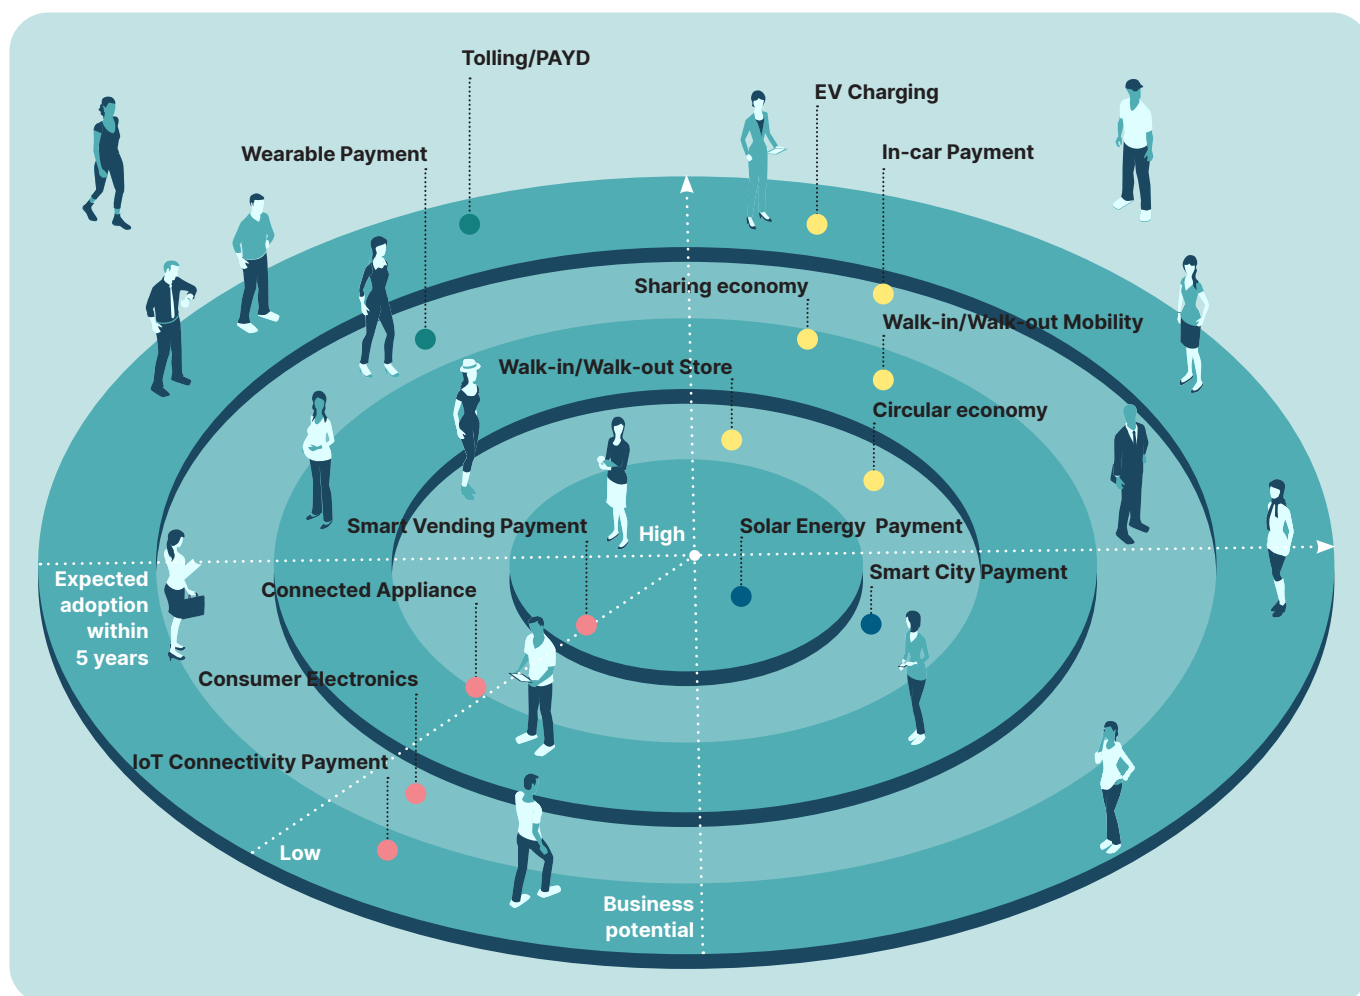 Tolling/PAYD
EV Charging
Wearable Payment
In-car Payment
Sharing economy
Walk-in/Walk-out Mobility
Walk-in/Walk-out Store
Circular economy
Smart Vending Payment
High
Solar Energy  Payment
Expected
adoption
within
5 years
Connected Appliance
Smart City Payment
Consumer Electronics
IoT Connectivity Payment
Low
Business
potential